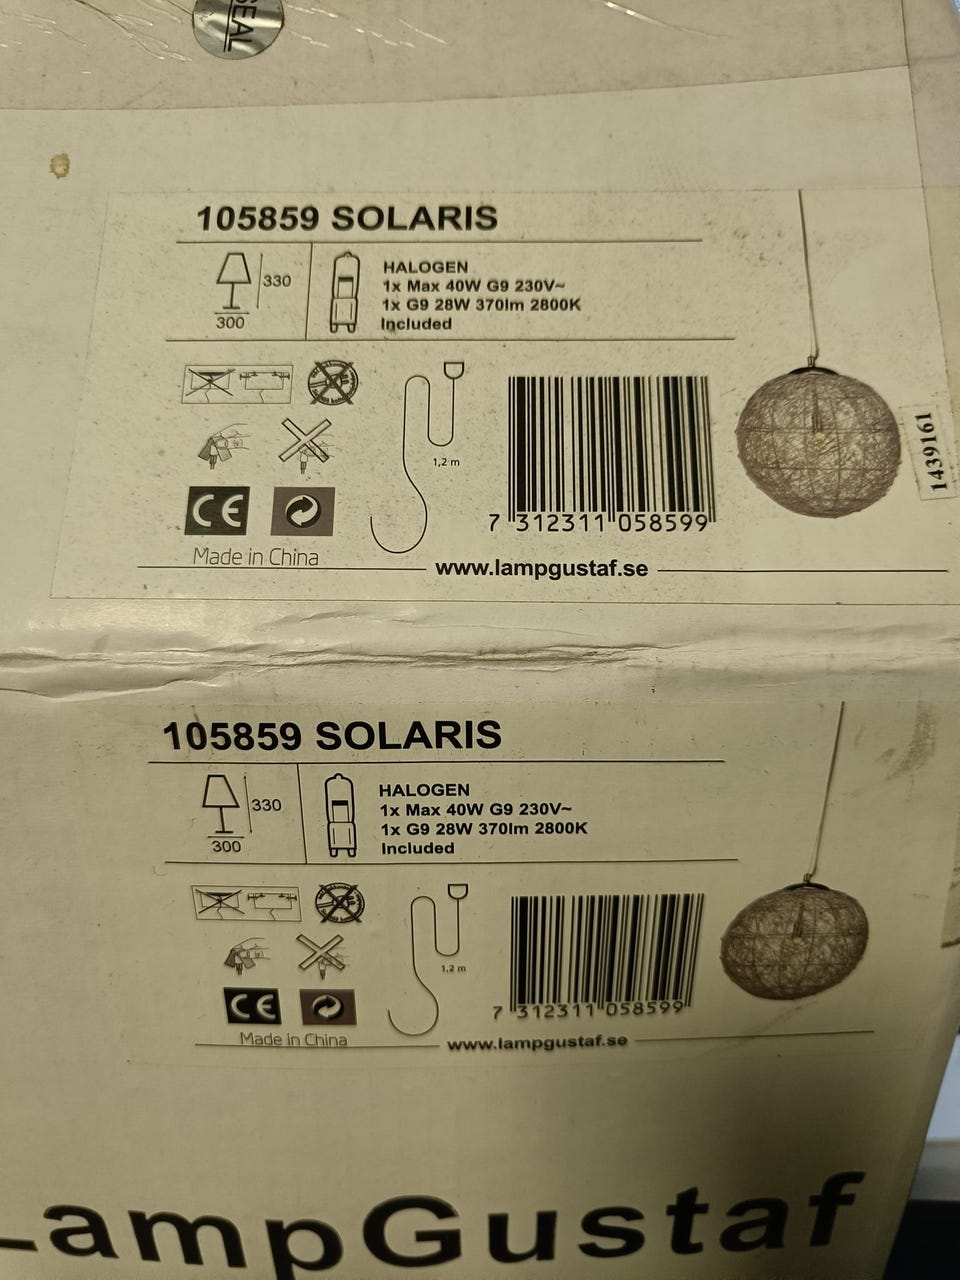 SEAL
105859 SOLARIS
330
300
HALOGEN
1x Max 40W G9 230V~
1x G9 28W 370lm 2800K
Included
1,2 m
7 312311 058599
1439161
CE
Made in China
www.lampgustaf.se
105859 SOLARIS
330
300
HALOGEN
1x Max 40W G9 230V~
1x G9 28W 370lm 2800K
Included
1,2 m
7 312311 058599
CE
Made in China
www.lampgustaf.se
LampGustaf